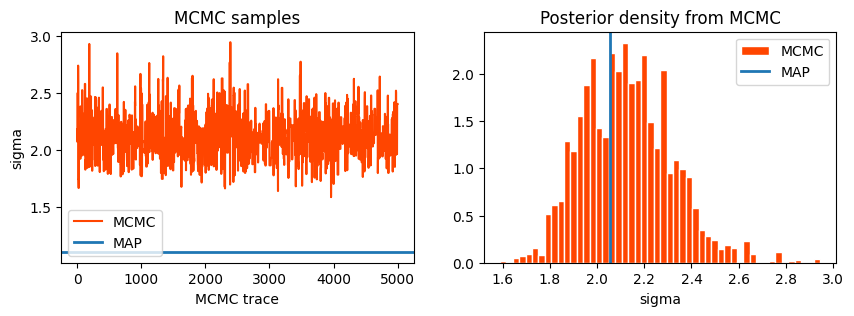 MCMC samples
3.0
2.5
2.0
1.5
sigma
MCMC
MAP
0
1000
2000
3000
4000
5000
MCMC trace
Posterior density from MCMC
2.0
1.5
1.0
0.5
0.0
MCMC
MAP
1.6
1.8
2.0
2.2
2.4
2.6
2.8
3.0
sigma